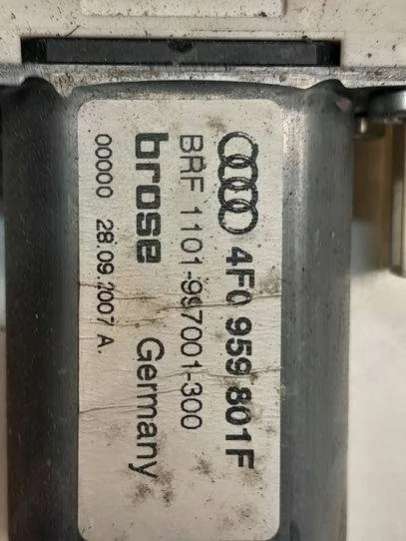 4F0 959 801F
BRF 1101-997001-300
brose Germany
00000 28.09.2007 A.